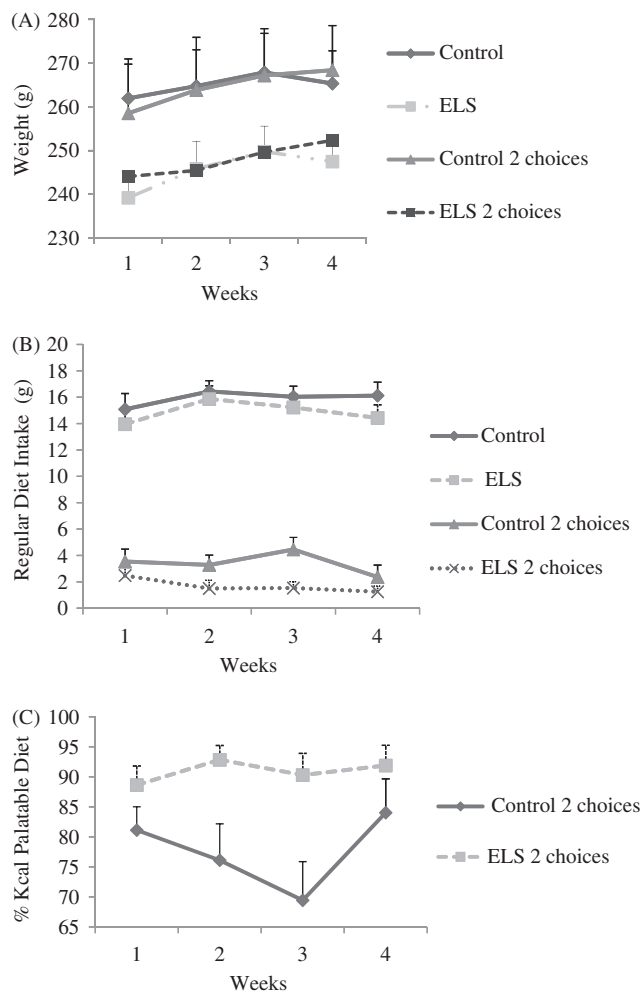 (A)
270
260
250
240
230
280
Weight (g)
1 2 3 4
Weeks
Control
ELS
Control 2 choices
ELS 2 choices
(B)
20
18
16
14
12
10
8
6
4
2
0
Regular Diet Intake (g)
1 2 3 4
Weeks
Control
ELS
Control 2 choices
ELS 2 choices
(C)
100
95
90
85
80
75
70
65
% Kcal Palatable Diet
1 2 3 4
Weeks
Control 2 choices
ELS 2 choices